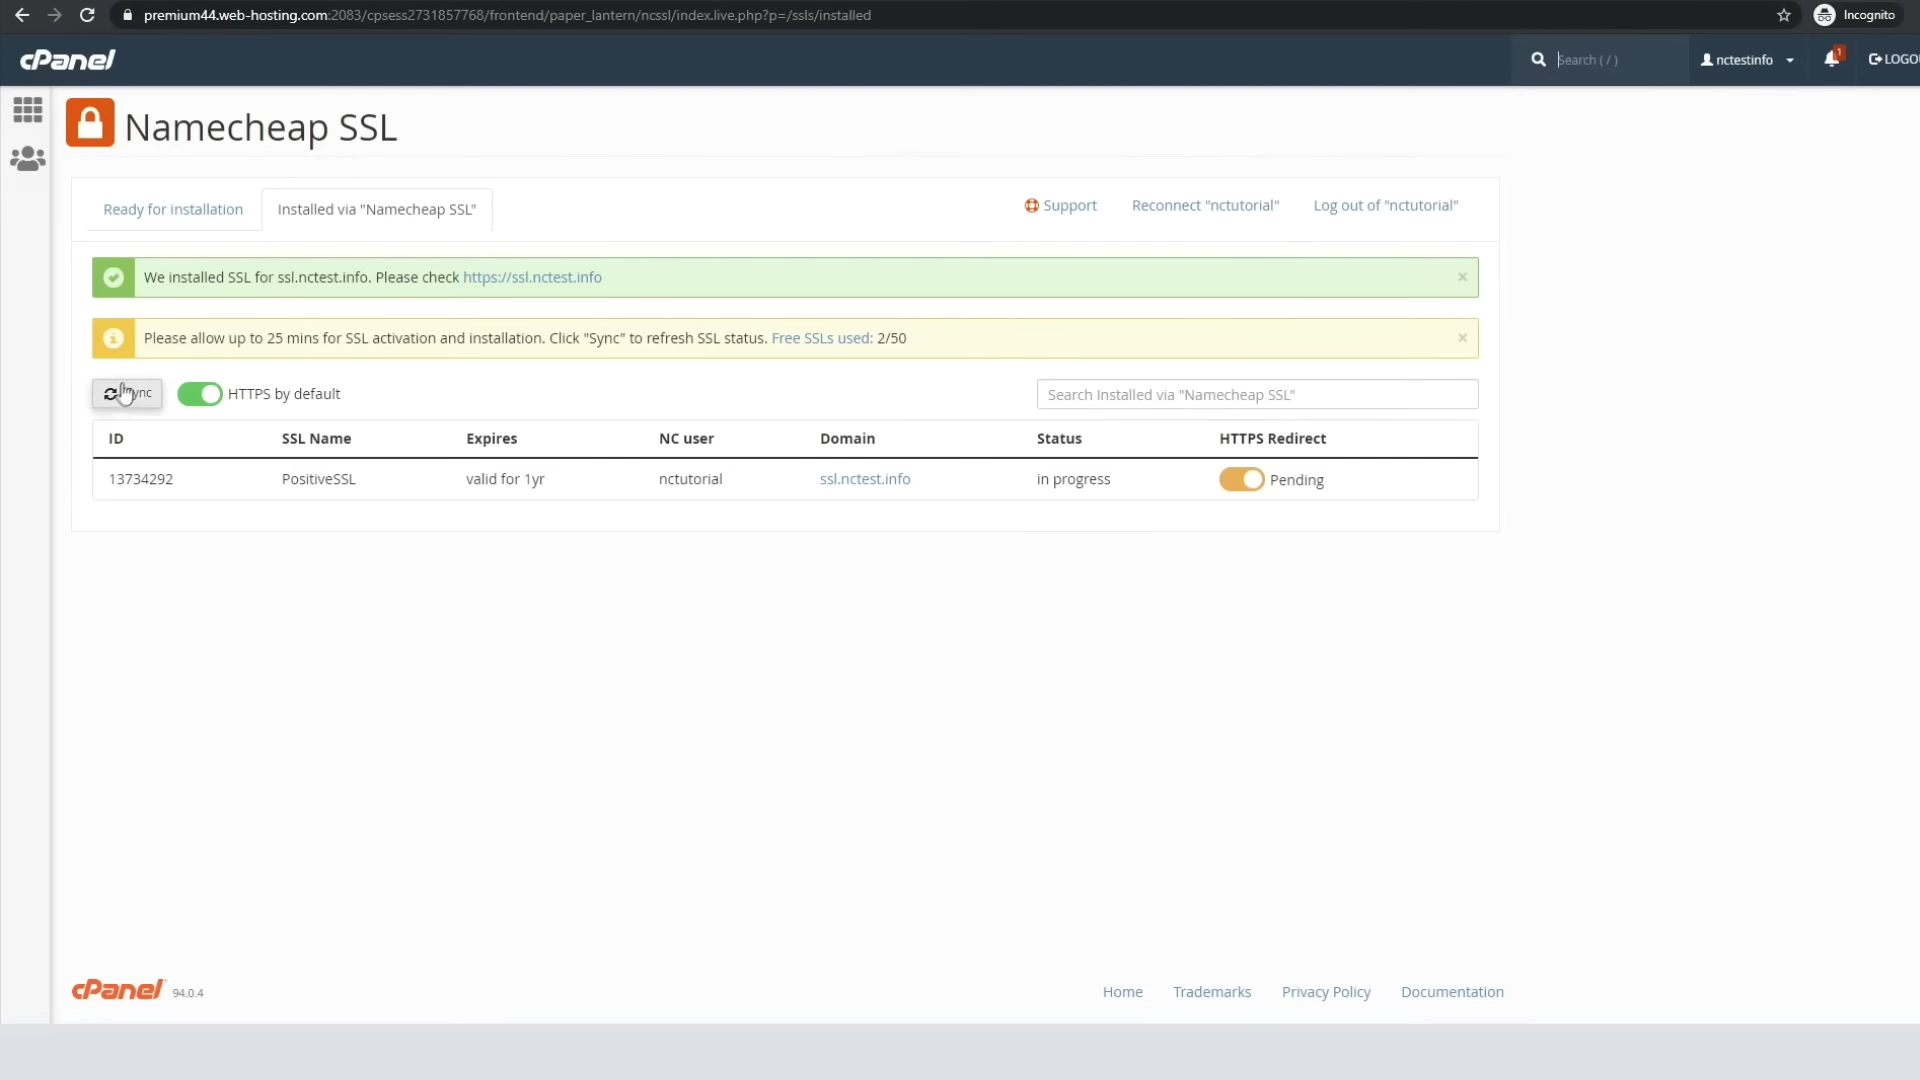 premium44.web-hosting.com:2083/cpsess2731857768/frontend/paper_lantern/ncssl/index.live.php?p=/ssls/installed
Incognito
cPanel
Search ( / )
nctestinfo
1
LOGOU
Namecheap SSL
Ready for installation
Installed via "Namecheap SSL"
Support
Reconnect "nctutorial"
Log out of "nctutorial"
We installed SSL for ssl.nctest.info. Please check https://ssl.nctest.info
Please allow up to 25 mins for SSL activation and installation. Click "Sync" to refresh SSL status. Free SSLs used: 2/50
HTTPS by default
Search Installed via "Namecheap SSL"
ID SSL Name Expires NC user Domain Status HTTPS Redirect
13734292 PositiveSSL valid for 1yr nctutorial ssl.nctest.info in progress Pending
cPanel 94.0.4
Home Trademarks Privacy Policy Documentation